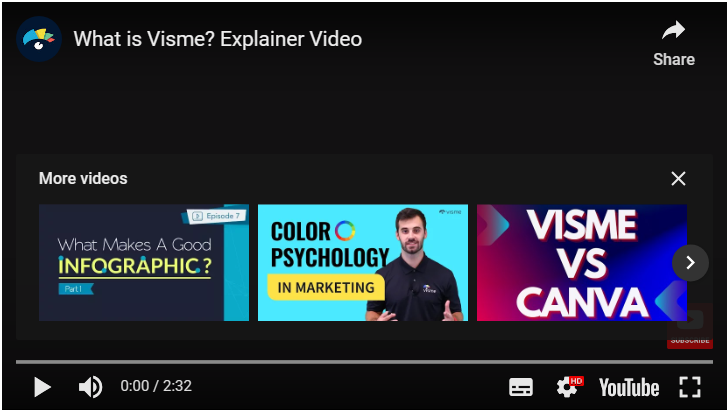 What is Visme? Explainer Video
Share
More videos
Episode 7
What Makes A Good
INFOGRAPHIC?
Part I
visme
COLOR
PSYCHOLOGY
IN MARKETING
visme
VISME
VS
CANVA
SUBSCRIBE
0:00 / 2:32
HD
YouTube